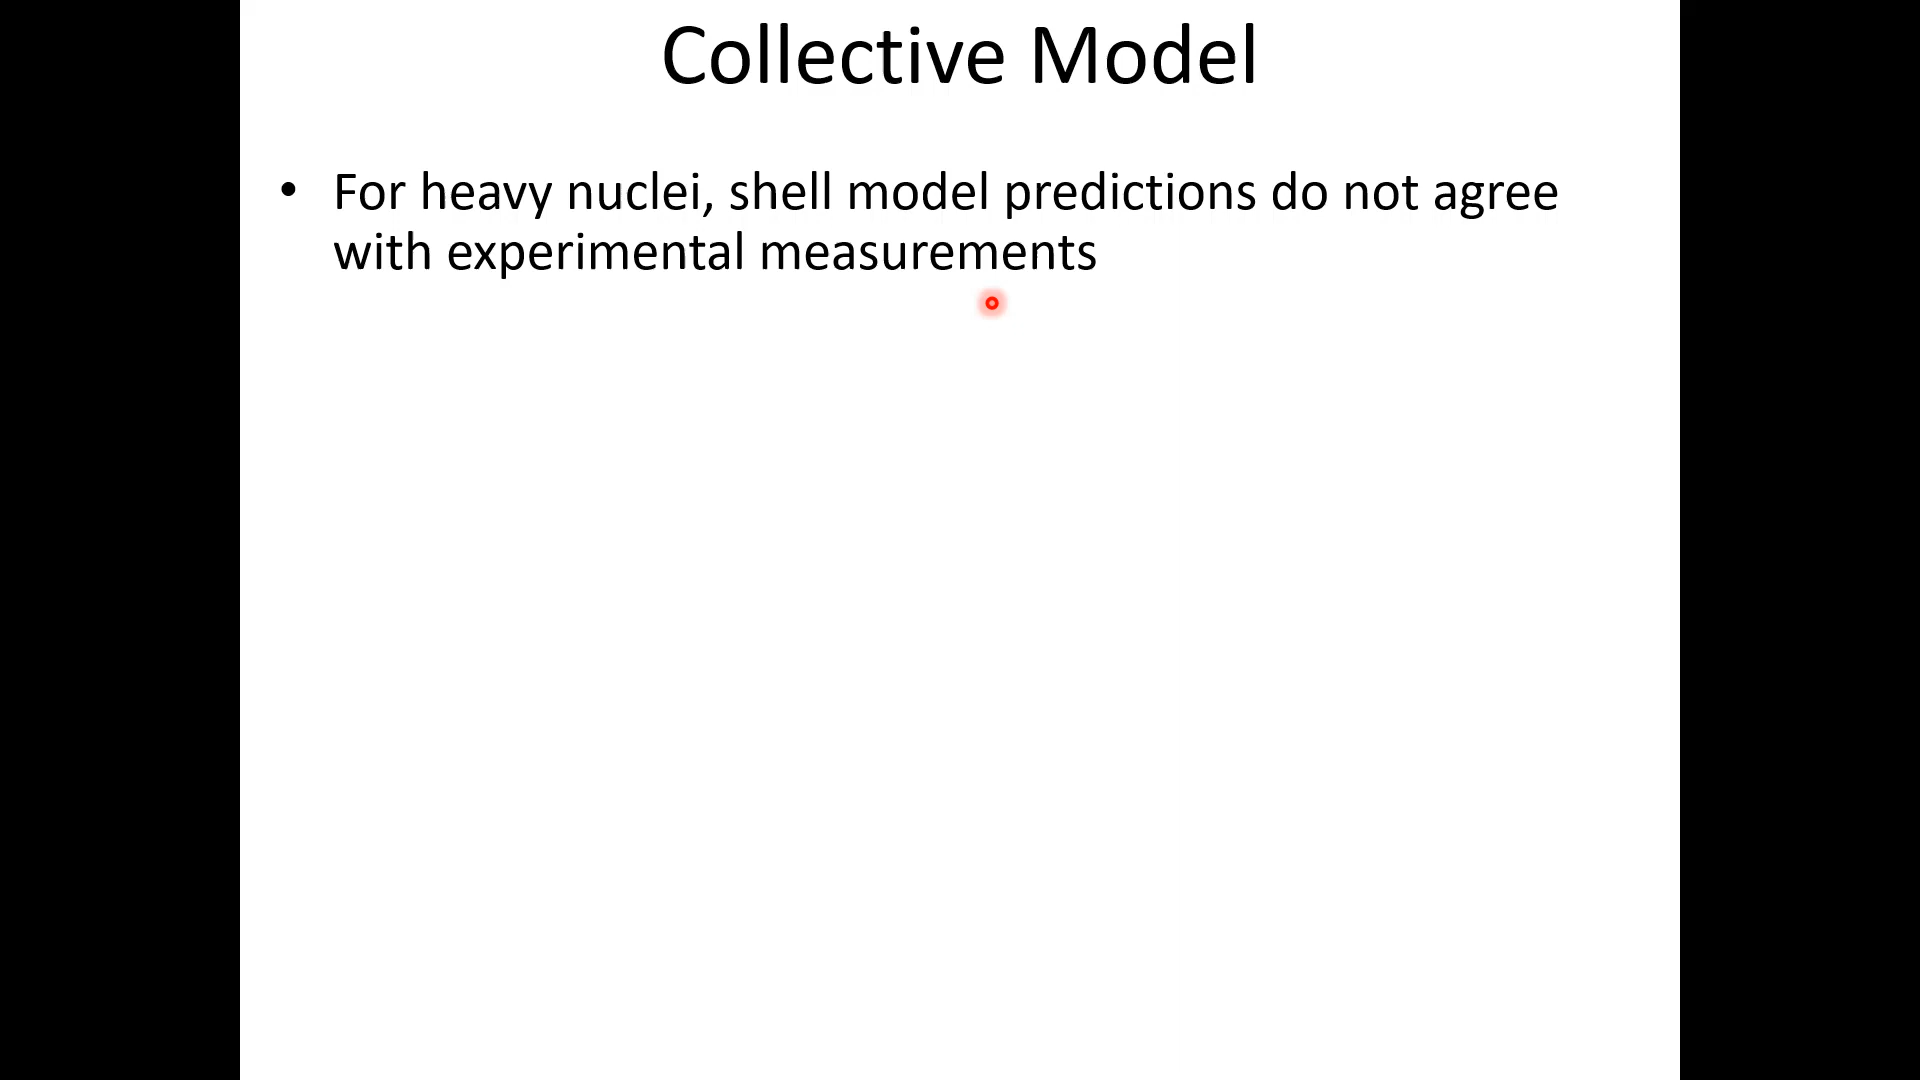 Collective Model
• For heavy nuclei, shell model predictions do not agree
with experimental measurements